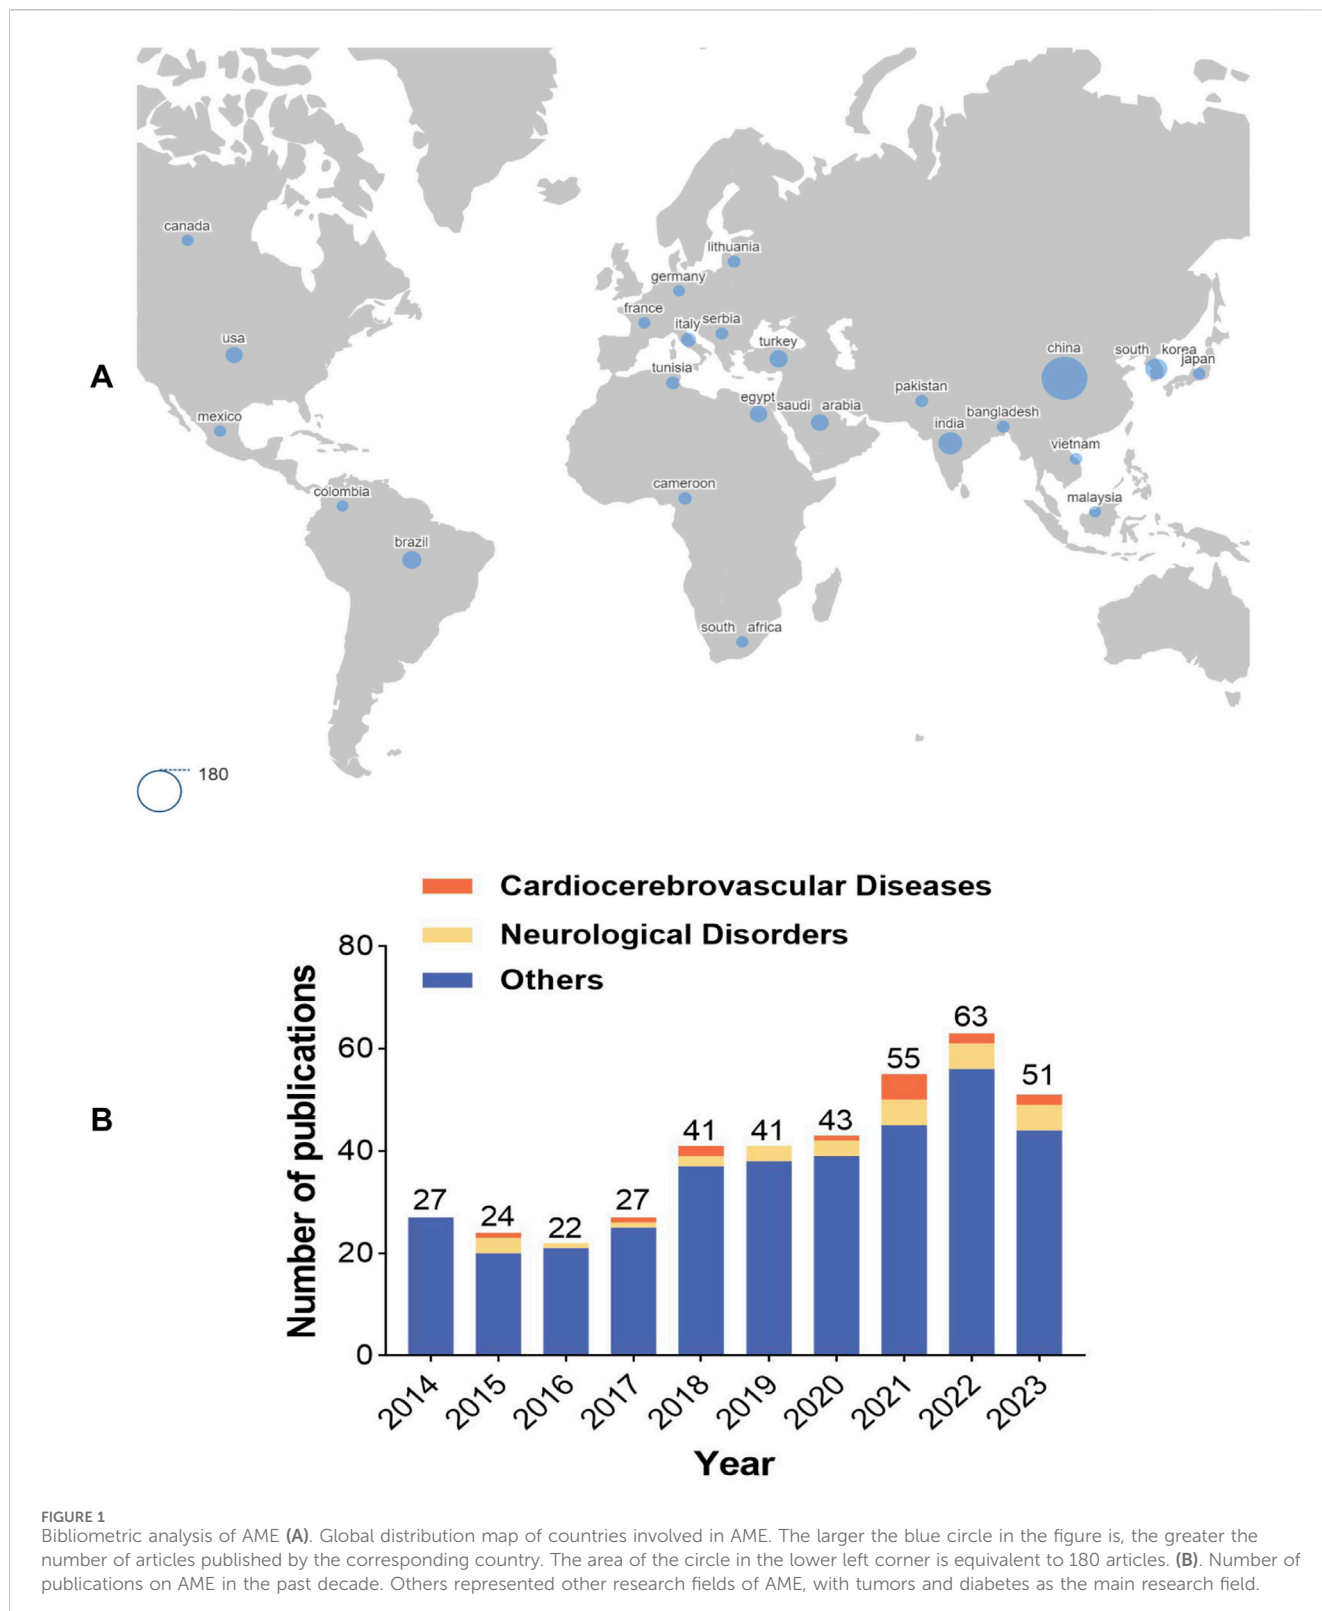 canada
lithuania
germany
france
italy
serbia
usa
turkey
china
south korea
japan
tunisia
A
pakistan
mexico
egypt
saudi arabia
bangladesh
india
vietnam
cameroon
colombia
malaysia
brazil
south africa
180
Cardiocerebrovascular Diseases
Neurological Disorders
Others
80
60
40
20
0
Number of publications
B
27
24
22
27
41
41
43
55
63
51
2014
2015
2016
2017
2018
2019
2020
2021
2022
2023
Year
FIGURE 1
Bibliometric analysis of AME (A). Global distribution map of countries involved in AME. The larger the blue circle in the figure is, the greater the
number of articles published by the corresponding country. The area of the circle in the lower left corner is equivalent to 180 articles. (B). Number of
publications on AME in the past decade. Others represented other research fields of AME, with tumors and diabetes as the main research field.